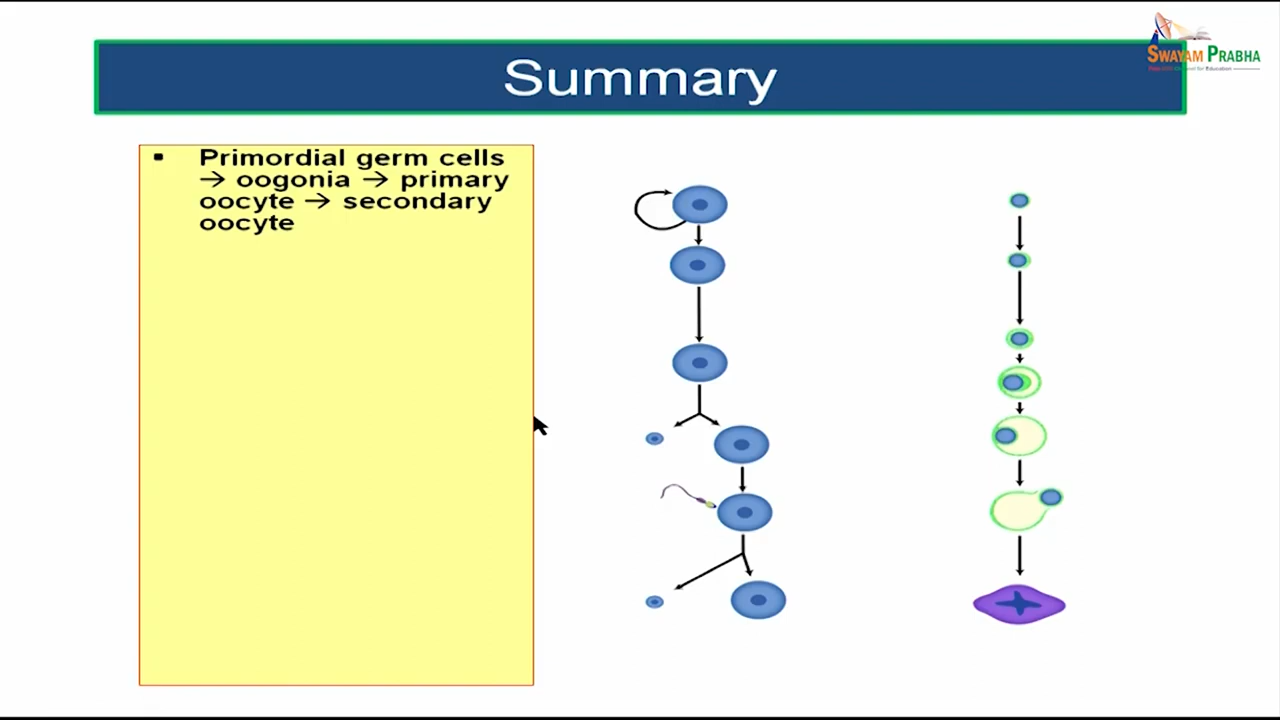 Summary
SWAYAM PRABHA
Primordial germ cells
→ oogonia → primary
oocyte → secondary
oocyte